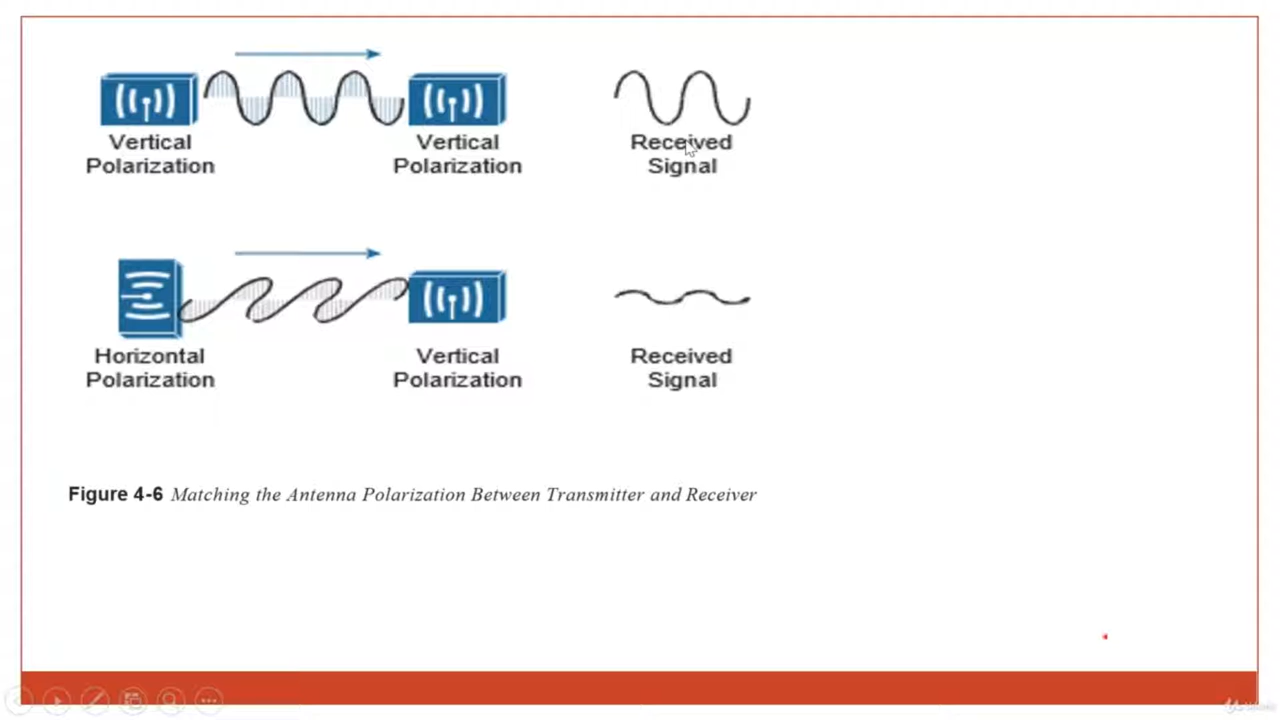 Vertical
Polarization
Vertical
Polarization
Received
Signal
Horizontal
Polarization
Vertical
Polarization
Received
Signal
Figure 4-6 Matching the Antenna Polarization Between Transmitter and Receiver